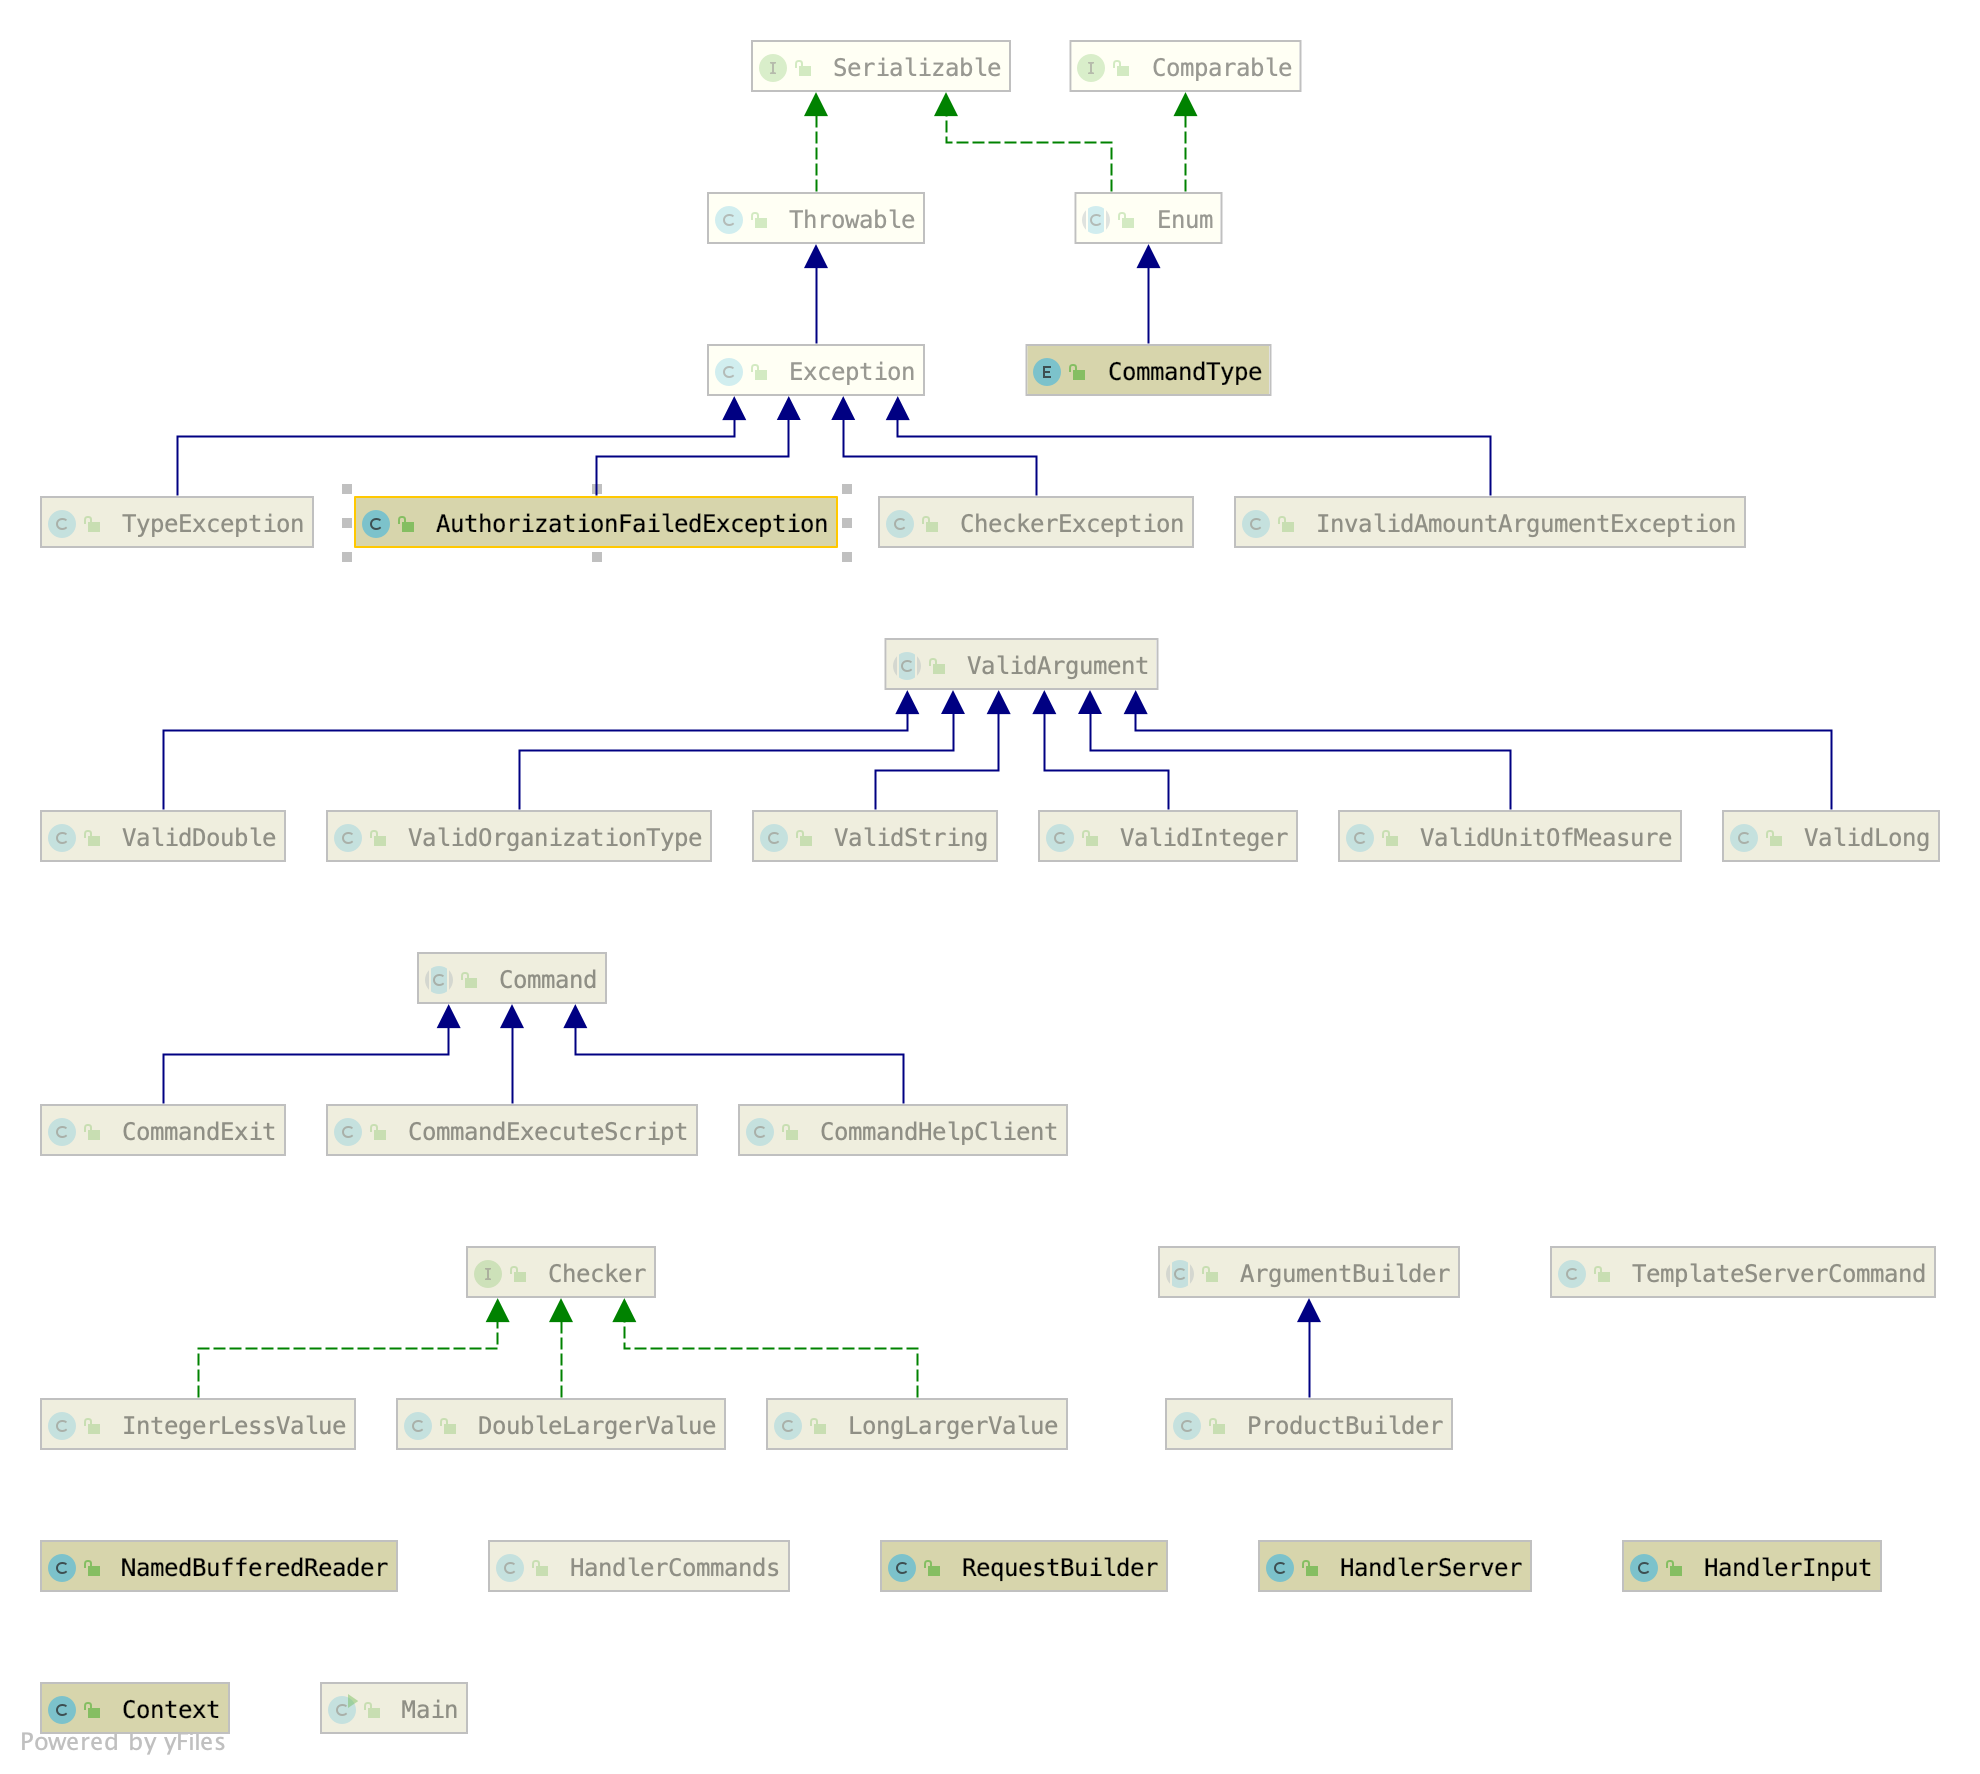 Serializable
Comparable
Throwable
Enum
Exception
CommandType
TypeException
AuthorizationFailedException
CheckerException
InvalidAmountArgumentException
ValidArgument
ValidDouble
ValidOrganizationType
ValidString
ValidInteger
ValidUnitOfMeasure
ValidLong
Command
CommandExit
CommandExecuteScript
CommandHelpClient
Checker
ArgumentBuilder
TemplateServerCommand
IntegerLessValue
DoubleLargerValue
LongLargerValue
ProductBuilder
NamedBufferedReader
HandlerCommands
RequestBuilder
HandlerServer
HandlerInput
Context
Main
Powered by yFiles